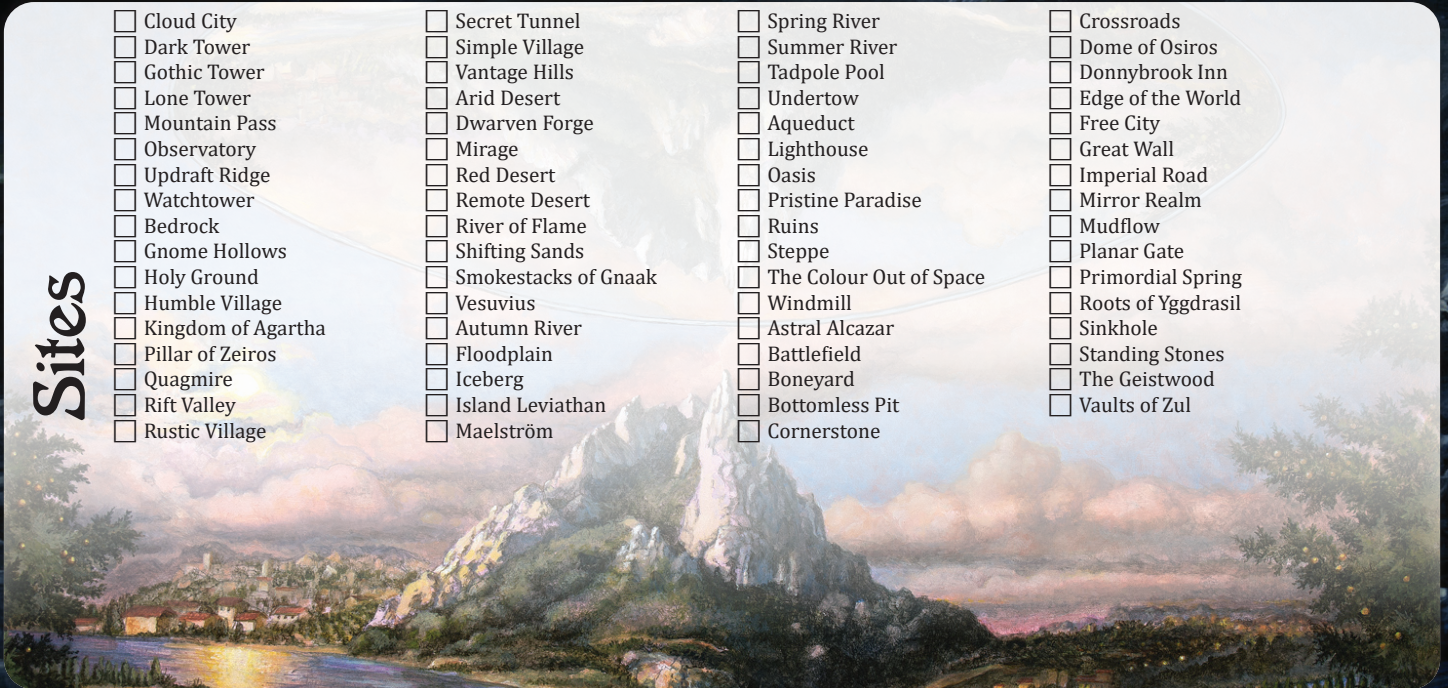 Sites
Cloud City
Dark Tower
Gothic Tower
Lone Tower
Mountain Pass
Observatory
Updraft Ridge
Watchtower
Bedrock
Gnome Hollows
Holy Ground
Humble Village
Kingdom of Agartha
Pillar of Zeiros
Quagmire
Rift Valley
Rustic Village
Secret Tunnel
Simple Village
Vantage Hills
Arid Desert
Dwarven Forge
Mirage
Red Desert
Remote Desert
River of Flame
Shifting Sands
Smokestacks of Gnaak
Vesuvius
Autumn River
Floodplain
Iceberg
Island Leviathan
Maelström
Spring River
Summer River
Tadpole Pool
Undertow
Aqueduct
Lighthouse
Oasis
Pristine Paradise
Ruins
Steppe
The Colour Out of Space
Windmill
Astral Alcazar
Battlefield
Boneyard
Bottomless Pit
Cornerstone
Crossroads
Dome of Osiros
Donnybrook Inn
Edge of the World
Free City
Great Wall
Imperial Road
Mirror Realm
Mudflow
Planar Gate
Primordial Spring
Roots of Yggdrasil
Sinkhole
Standing Stones
The Geistwood
Vaults of Zul